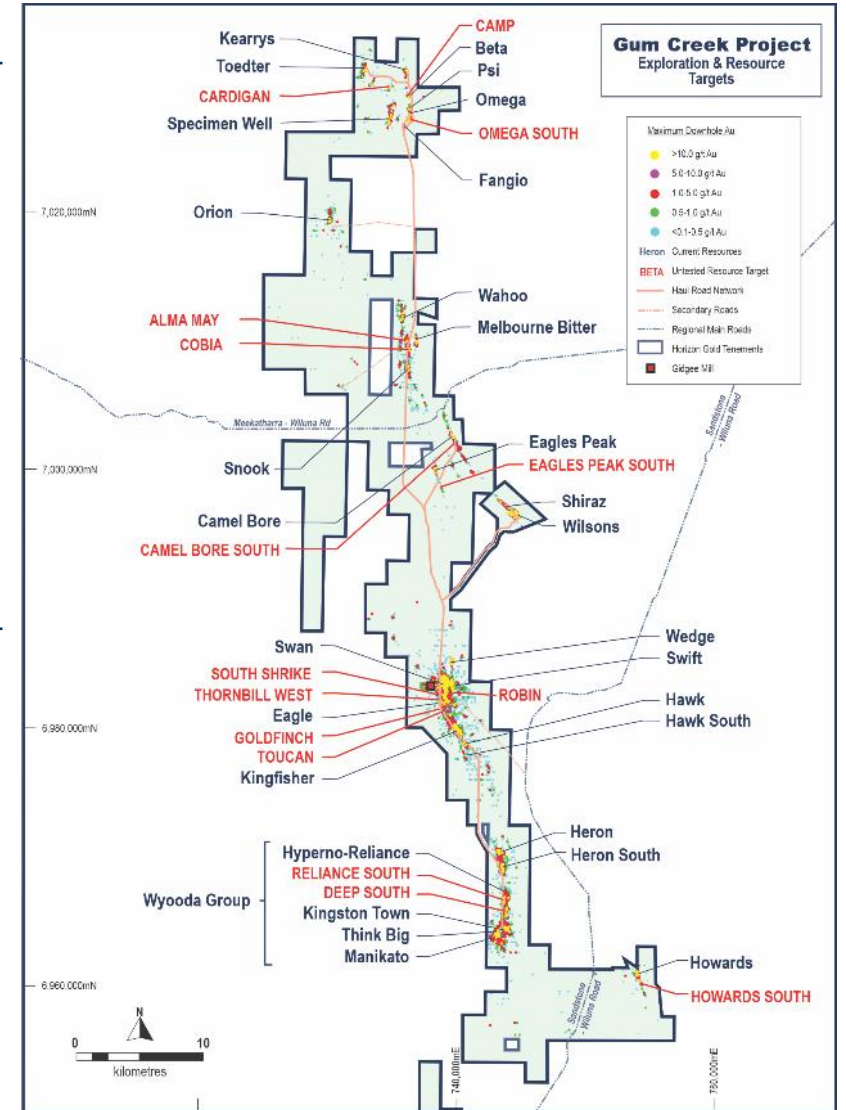 Gum Creek Project
Exploration & Resource
Targets
Maximum Downhole Au
>10.0 g/t Au
5.0-10.0 g/t Au
1.0-5.0 g/t Au
0.5-1.0 g/t Au
<0.1-0.5 g/t Au
Heron Current Resources
BETA Untested Resource Target
Haul Road Network
Secondary Roads
Regional Main Roads
Horizon Gold Tenements
Gidgee Mill
Kearrys
Toedter
CARDIGAN
Specimen Well
CAMP
Beta
Psi
Omega
OMEGA SOUTH
Fangio
7,020,000mN
Orion
Wahoo
ALMA MAY
COBIA
Melbourne Bitter
Meekatharra - Wiluna Rd
Sandstone
- Wiluna Road
Snook
7,000,000mN
Eagles Peak
EAGLES PEAK SOUTH
Camel Bore
CAMEL BORE SOUTH
Shiraz
Wilsons
Swan
SOUTH SHRIKE
THORNBILL WEST
Eagle
GOLDFINCH
TOUCAN
Kingfisher
Wedge
Swift
ROBIN
Hawk
Hawk South
6,980,000mN
Heron
Heron South
Wyooda Group
Hyperno-Reliance
RELIANCE SOUTH
DEEP SOUTH
Kingston Town
Think Big
Manikato
Howards
HOWARDS SOUTH
6,960,000mN
Sandstone
- Wiluna Road
N
0 10
kilometres
740,000mE
760,000mE